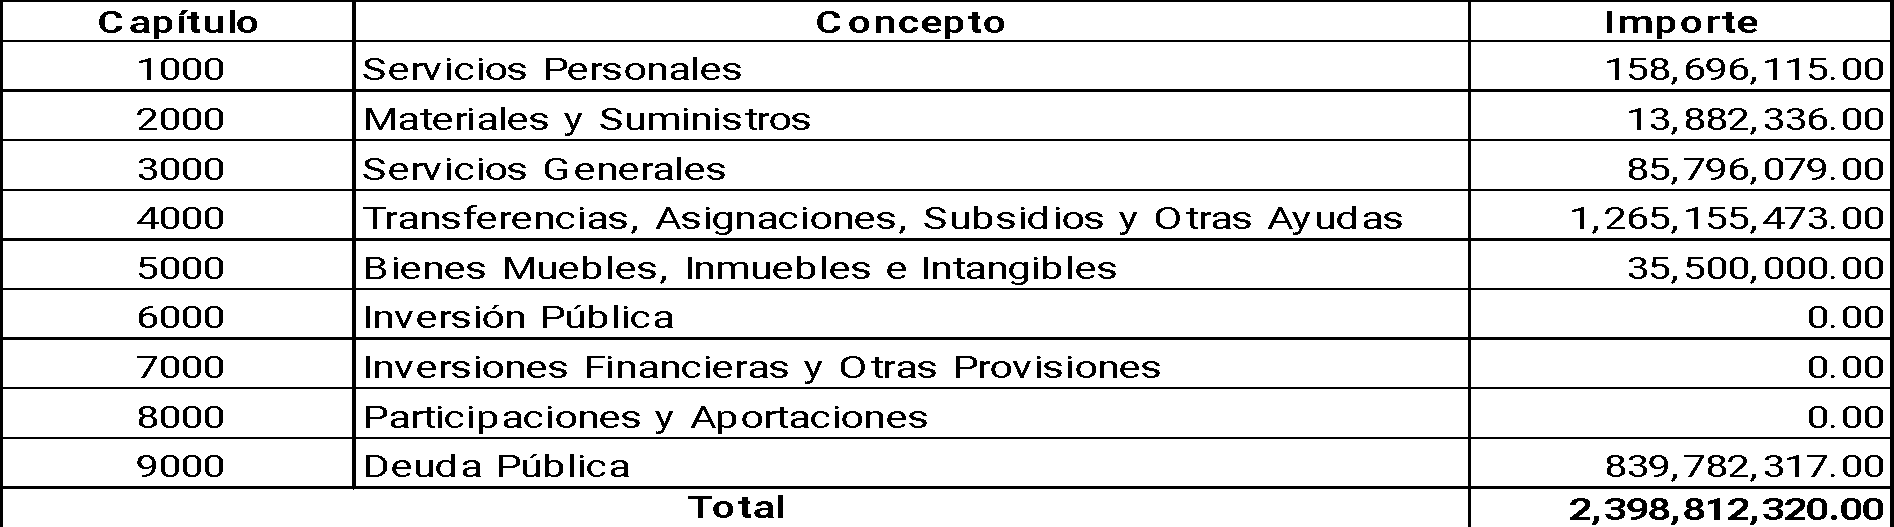 Capítulo Concepto Importe
1000 Servicios Personales 158,696,115.00
2000 Materiales y Suministros 13,882,336.00
3000 Servicios Generales 85,796,079.00
4000 Transferencias, Asignaciones, Subsidios y Otras Ayudas 1,265,155,473.00
5000 Bienes Muebles, Inmuebles e Intangibles 35,500,000.00
6000 Inversión Pública 0.00
7000 Inversiones Financieras y Otras Provisiones 0.00
8000 Participaciones y Aportaciones 0.00
9000 Deuda Pública 839,782,317.00
Total 2,398,812,320.00